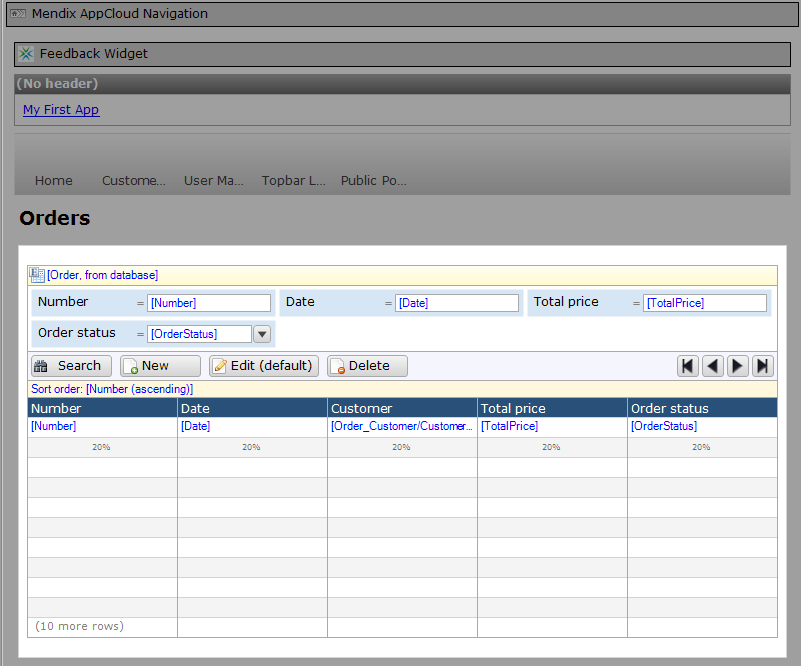 Mendix AppCloud Navigation
Feedback Widget
(No header)
My First App
Home Custome... User Ma... Topbar L... Public Po...
Orders
[Order, from database]
Number = [Number] Date = [Date] Total price = [TotalPrice]
Order status = [OrderStatus]
Search New Edit (default) Delete
Sort order: [Number (ascending)]
Number Date Customer Total price Order status
[Number] [Date] [Order_Customer/Customer... [TotalPrice] [OrderStatus]
20% 20% 20% 20% 20%
(10 more rows)